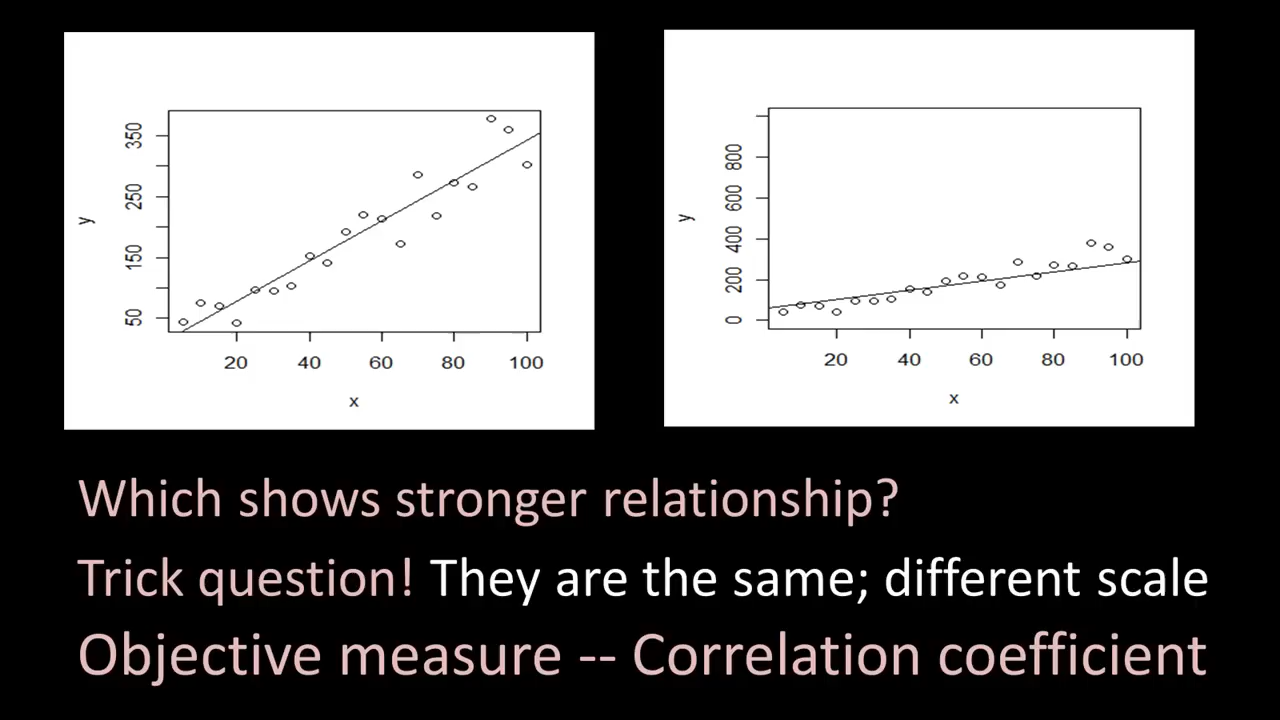 350
250
150
50
y
20 40 60 80 100
x
800
600
400
200
0
y
20 40 60 80 100
x
Which shows stronger relationship?
Trick question! They are the same; different scale
Objective measure -- Correlation coefficient